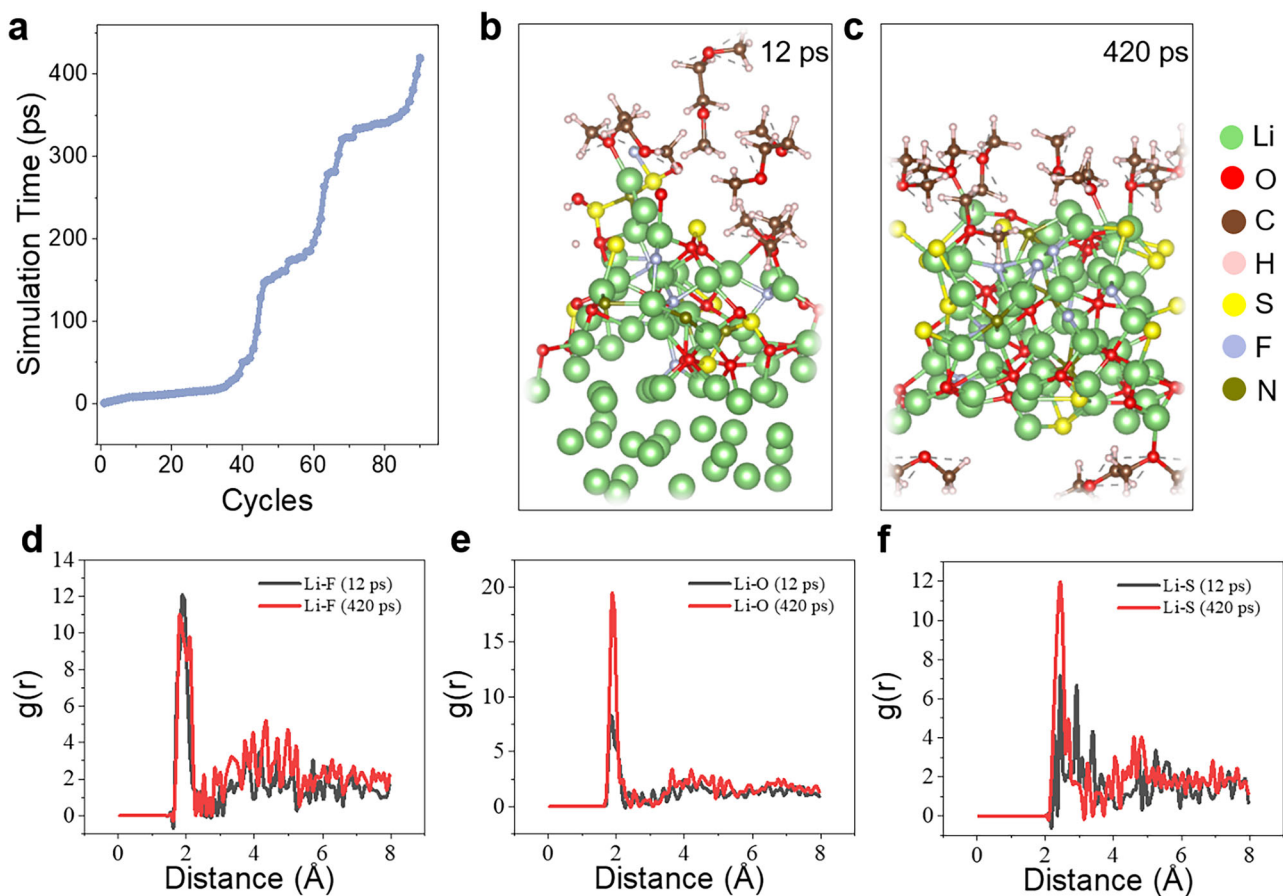 a
400
300
200
100
0
Simulation Time (ps)
0 20 40 60 80
Cycles
b
12 ps
c
420 ps
Li
O
C
H
S
F
N
d
14
12
10
8
6
4
2
0
g(r)
Li-F (12 ps)
Li-F (420 ps)
0 2 4 6 8
Distance (Å)
e
20
15
10
5
0
g(r)
Li-O (12 ps)
Li-O (420 ps)
0 2 4 6 8
Distance (Å)
f
12
10
8
6
4
2
0
g(r)
Li-S (12 ps)
Li-S (420 ps)
0 2 4 6 8
Distance (Å)